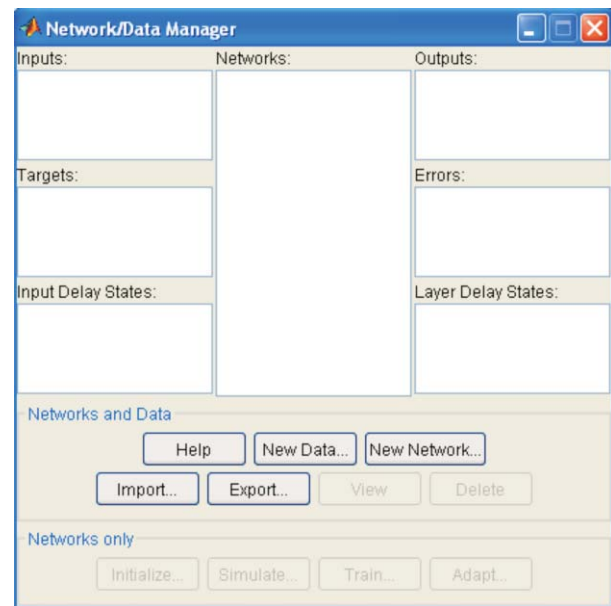 Network/Data Manager
Inputs:
Networks:
Outputs:
Targets:
Errors:
Input Delay States:
Layer Delay States:
Networks and Data
Help
New Data...
New Network...
Import...
Export...
View
Delete
Networks only
Initialize...
Simulate...
Train...
Adapt...